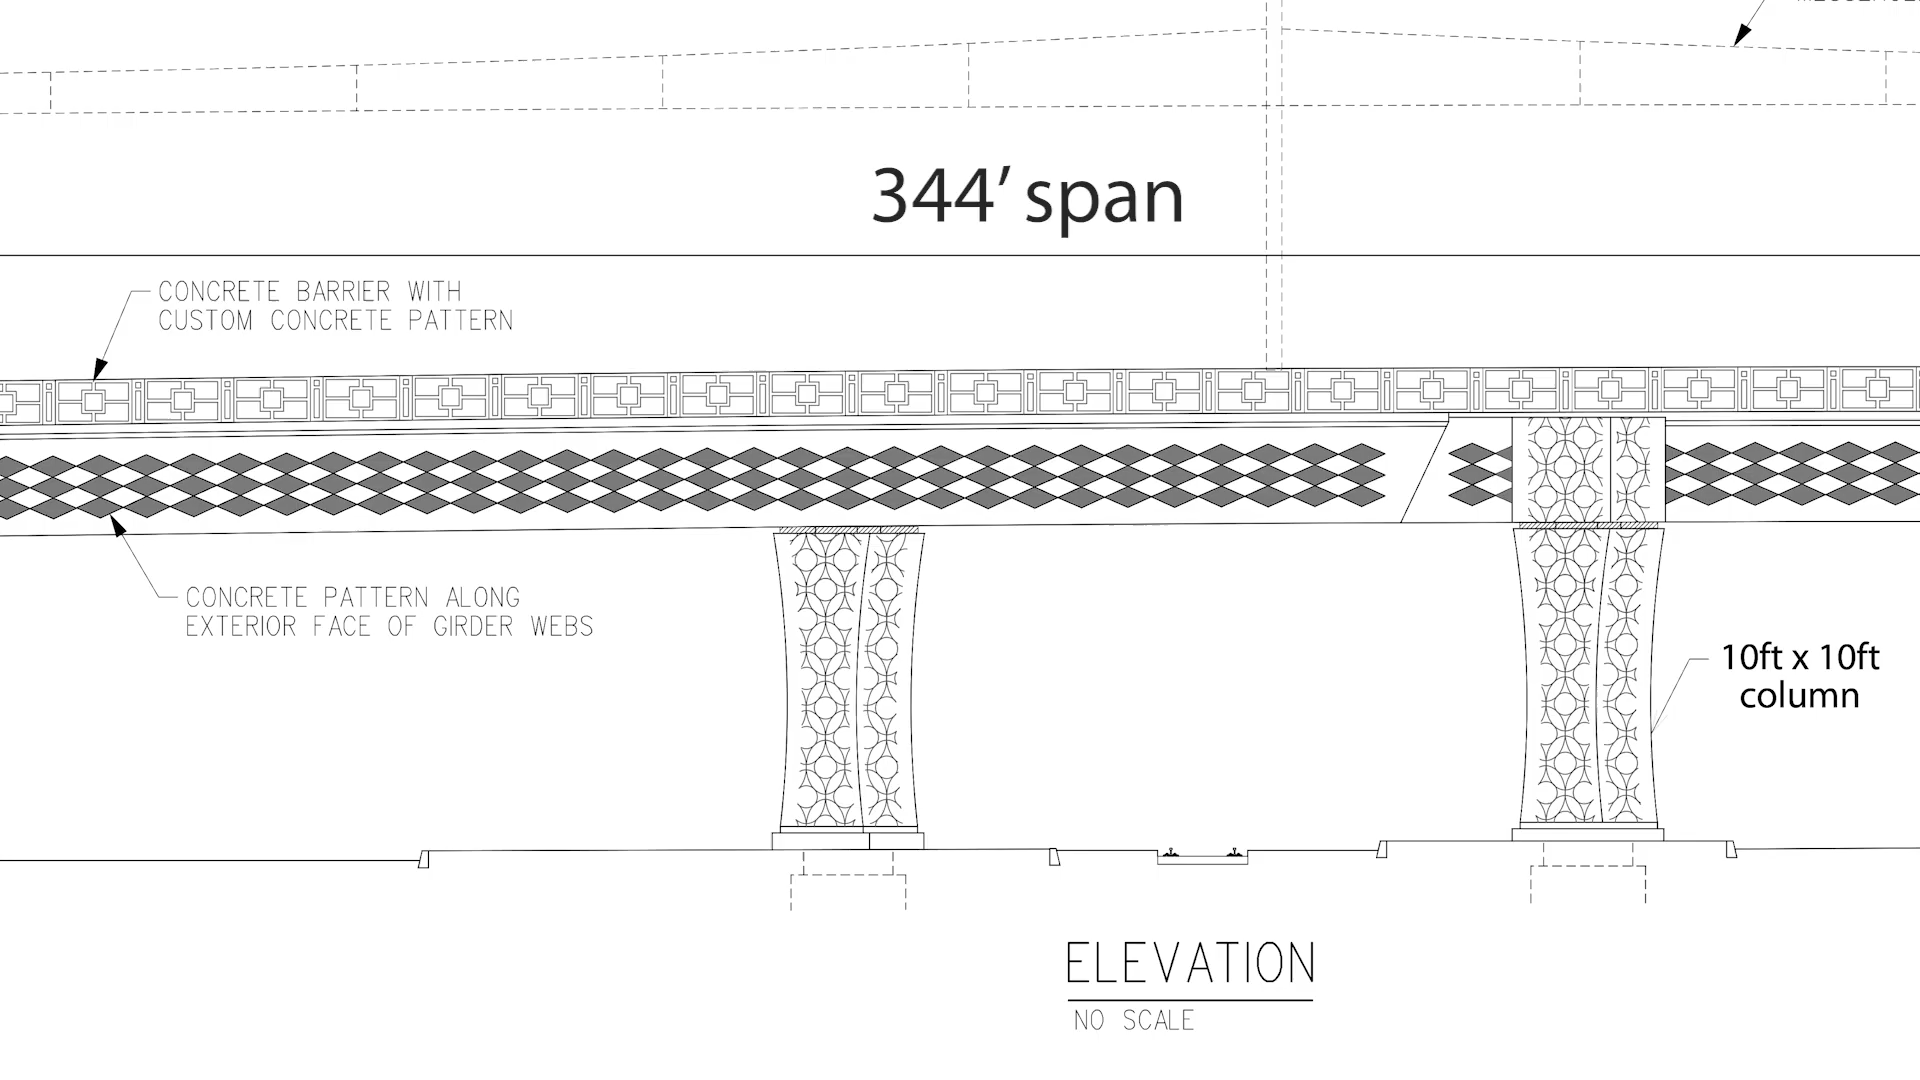 344' span
CONCRETE BARRIER WITH
CUSTOM CONCRETE PATTERN
CONCRETE PATTERN ALONG
EXTERIOR FACE OF GIRDER WEBS
10ft x 10ft
column
ELEVATION
NO SCALE